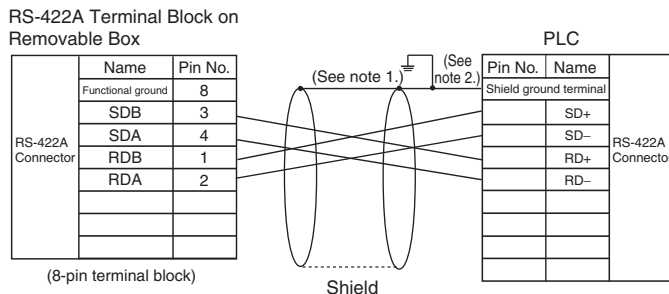 RS-422A Terminal Block on
Removable Box
PLC
Name Pin No.
Functional ground 8
SDB 3
SDA 4
RDB 1
RDA 2
RS-422A
Connector
(8-pin terminal block)
(See note 1.)
(See
note 2.)
Shield
Pin No. Name
Shield ground terminal
SD+
SD–
RD+
RD–
RS-422A
Connector